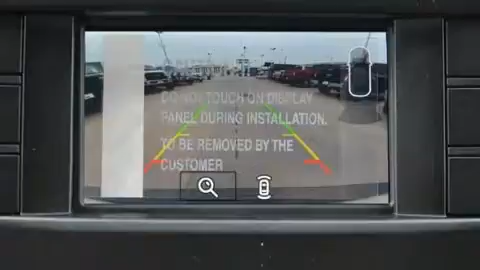 DO NOT TOUCH ON DISPLAY
PANEL DURING INSTALLATION.
TO BE REMOVED BY THE
CUSTOMER